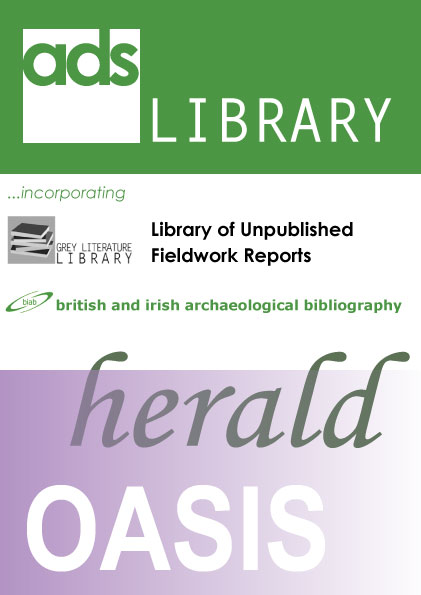 ads
LIBRARY
...incorporating
GREY LITERATURE
LIBRARY
Library of Unpublished
Fieldwork Reports
biab
british and irish archaeological bibliography
herald
OASIS